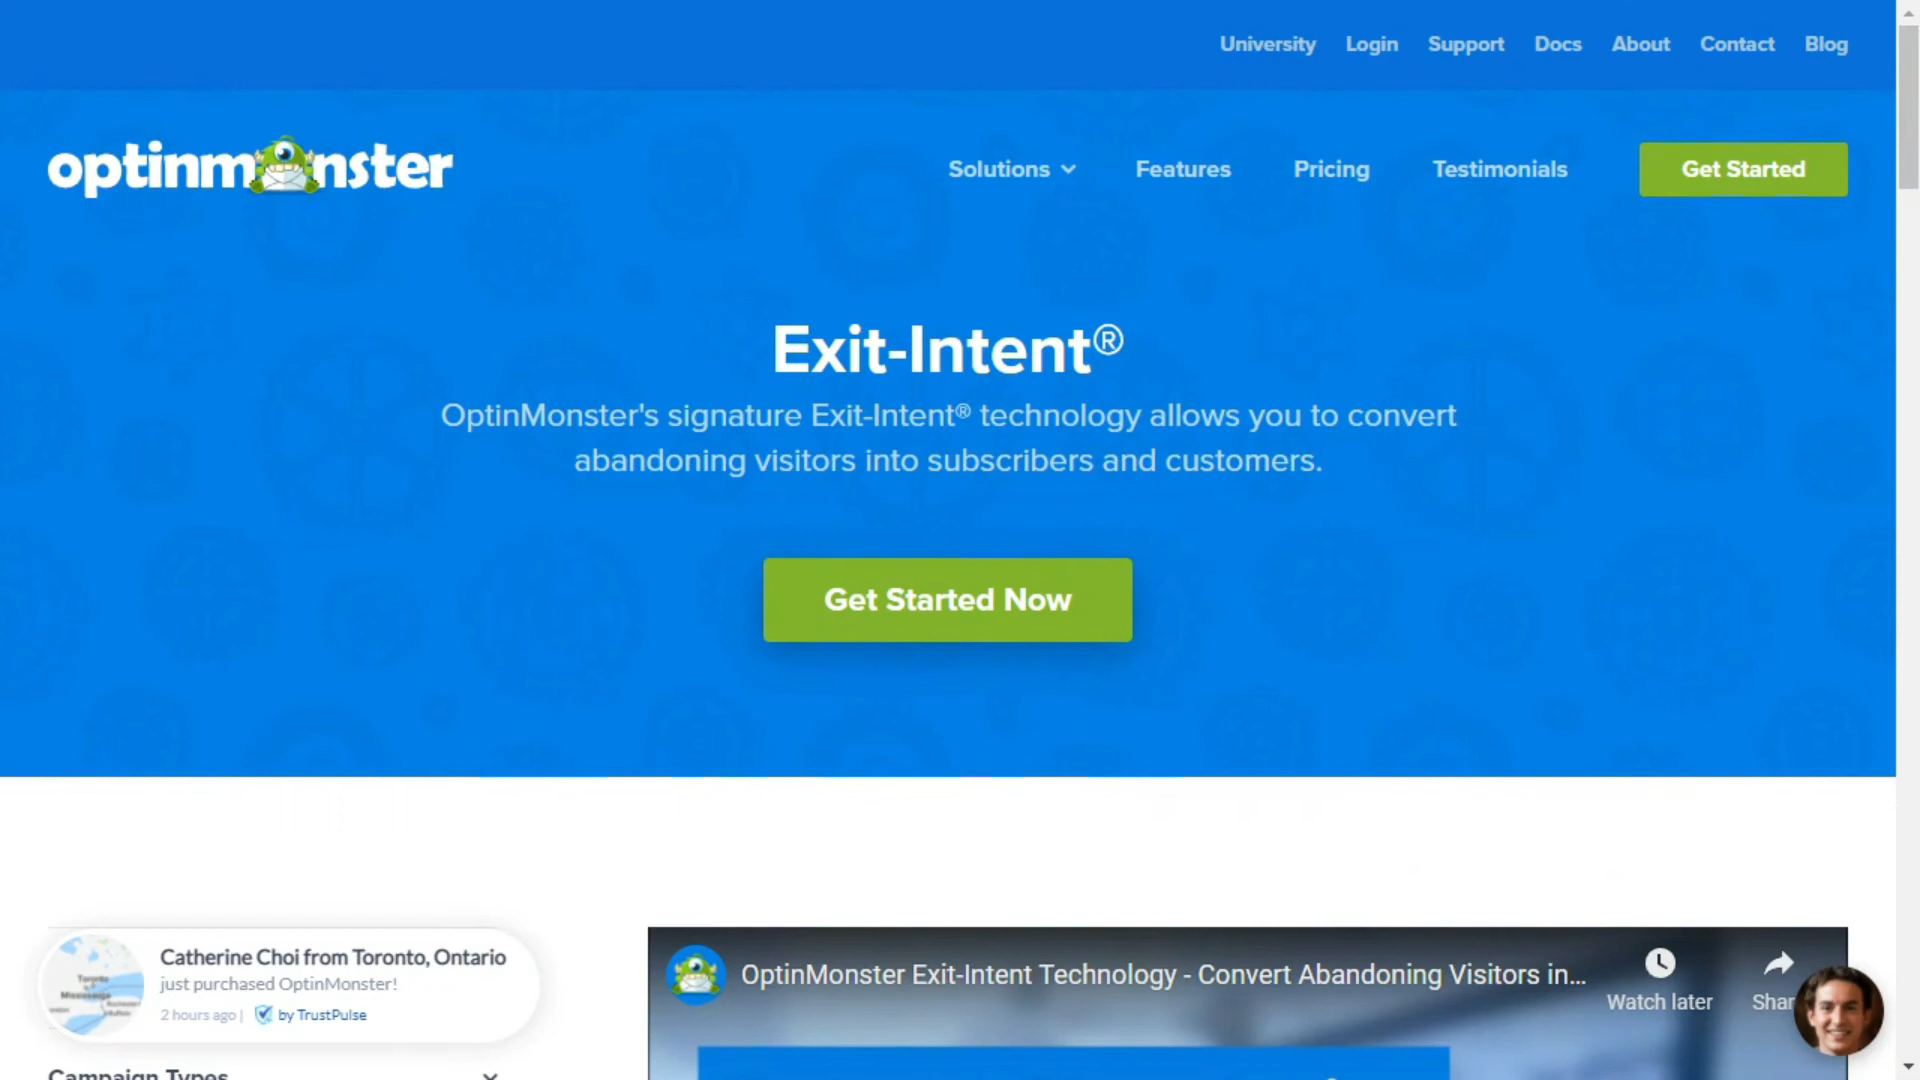 University Login Support Docs About Contact Blog
optinmonster
Solutions Features Pricing Testimonials Get Started
Exit-Intent®
OptinMonster's signature Exit-Intent® technology allows you to convert
abandoning visitors into subscribers and customers.
Get Started Now
Catherine Choi from Toronto, Ontario
just purchased OptinMonster!
2 hours ago | by TrustPulse
Campaign Types
OptinMonster Exit-Intent Technology - Convert Abandoning Visitors in...
Watch later